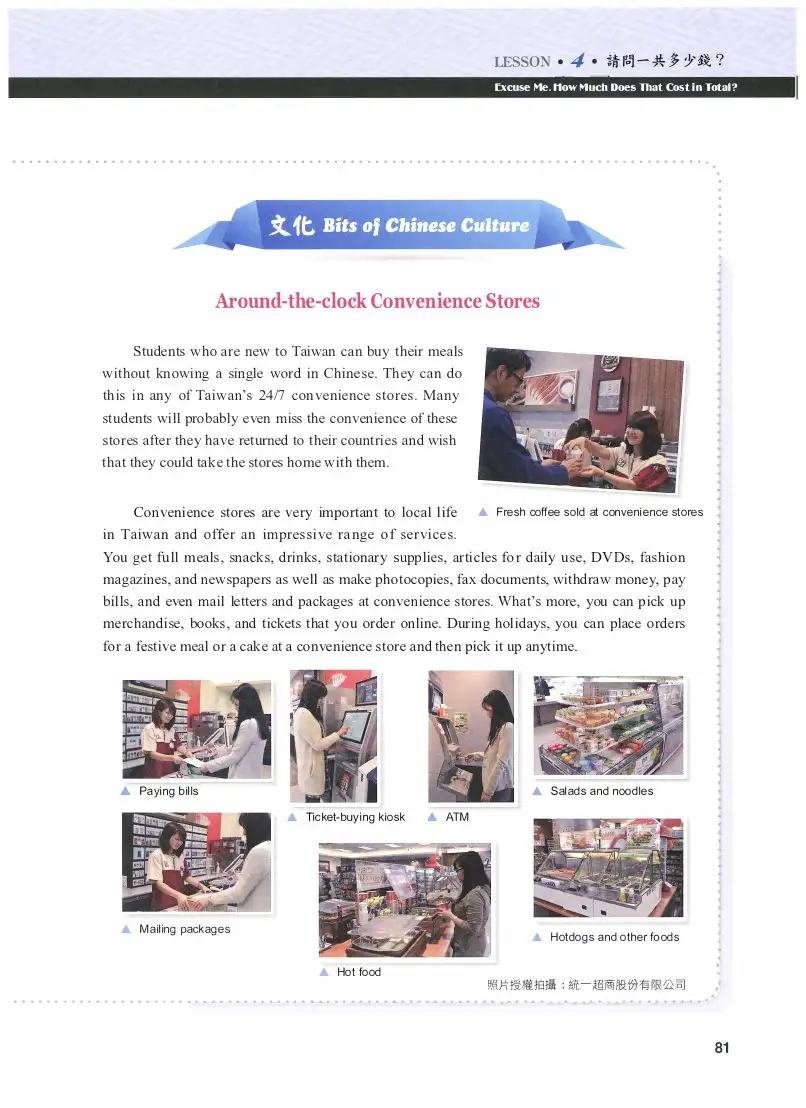 LESSON • 4 • 請問一共多少錢？
Excuse Me. How Much Does That Cost in Total?
文化 Bits of Chinese Culture
Around-the-clock Convenience Stores
Students who are new to Taiwan can buy their meals
without knowing a single word in Chinese. They can do
this in any of Taiwan's 24/7 convenience stores. Many
students will probably even miss the convenience of these
stores after they have returned to their countries and wish
that they could take the stores home with them.
▲ Fresh coffee sold at convenience stores
Convenience stores are very important to local life
in Taiwan and offer an impressive range of services.
You get full meals, snacks, drinks, stationary supplies, articles for daily use, DVDs, fashion
magazines, and newspapers as well as make photocopies, fax documents, withdraw money, pay
bills, and even mail letters and packages at convenience stores. What's more, you can pick up
merchandise, books, and tickets that you order online. During holidays, you can place orders
for a festive meal or a cake at a convenience store and then pick it up anytime.
▲ Paying bills
▲ Ticket-buying kiosk
▲ ATM
▲ Salads and noodles
▲ Mailing packages
▲ Hot food
▲ Hotdogs and other foods
照片授權拍攝：統一超商股份有限公司
81